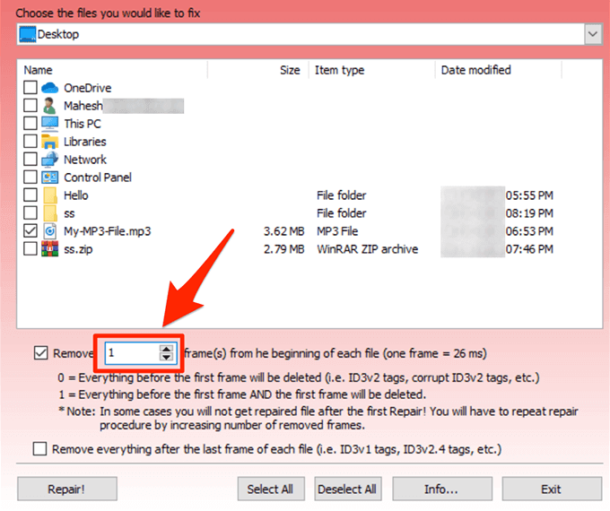 Choose the files you would like to fix
Desktop
Name Size Item type Date modified
OneDrive
Mahesh
This PC
Libraries
Network
Control Panel
Hello File folder 05:55 PM
ss File folder 08:19 PM
My-MP3-File.mp3 3.62 MB MP3 File 06:53 PM
ss.zip 2.79 MB WinRAR ZIP archive 07:46 PM
Remove 1 frame(s) from he beginning of each file (one frame = 26 ms)
0 = Everything before the first frame will be deleted (i.e. ID3v2 tags, corrupt ID3v2 tags, etc.)
1 = Everything before the first frame AND the first frame will be deleted.
* Note: In some cases you will not get repaired file after the first Repair! You will have to repeat repair
procedure by increasing number of removed frames.
Remove everything after the last frame of each file (i.e. ID3v1 tags, ID3v2.4 tags, etc.)
Repair! Select All Deselect All Info... Exit